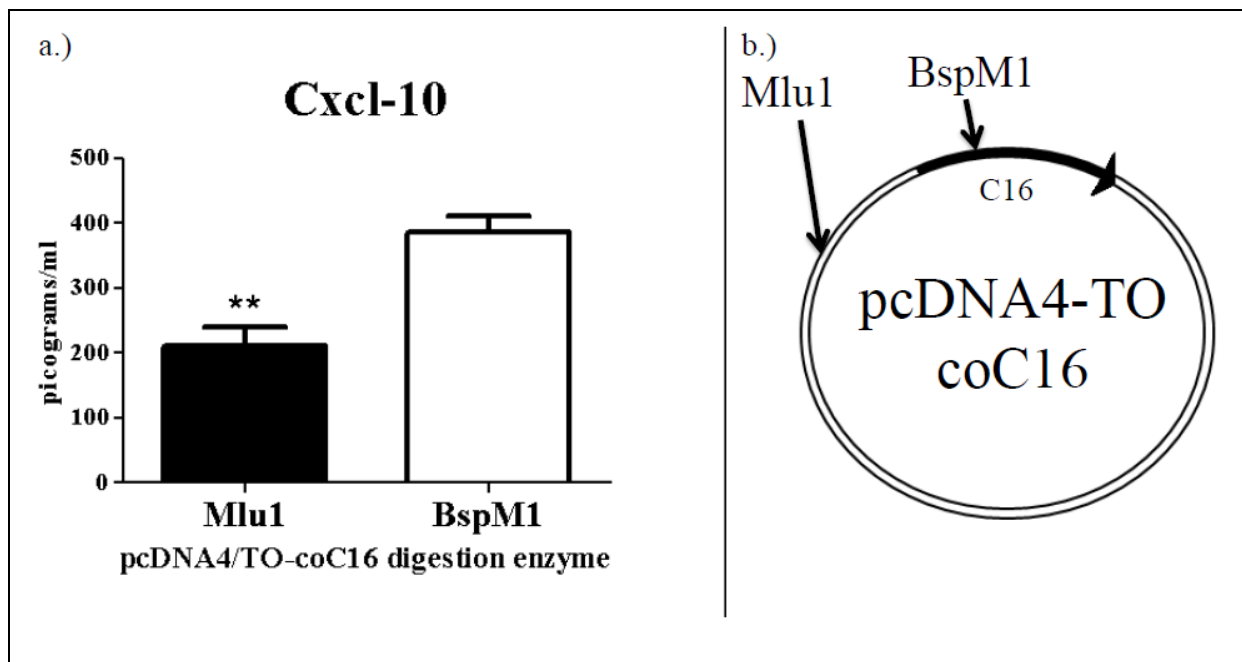 a.)
Cxcl-10
500
400
300
200
100
0
picograms/ml
**
Mlu1 BspM1
pcDNA4/TO-coC16 digestion enzyme
b.)
BspM1
Mlu1
C16
pcDNA4-TO
coC16